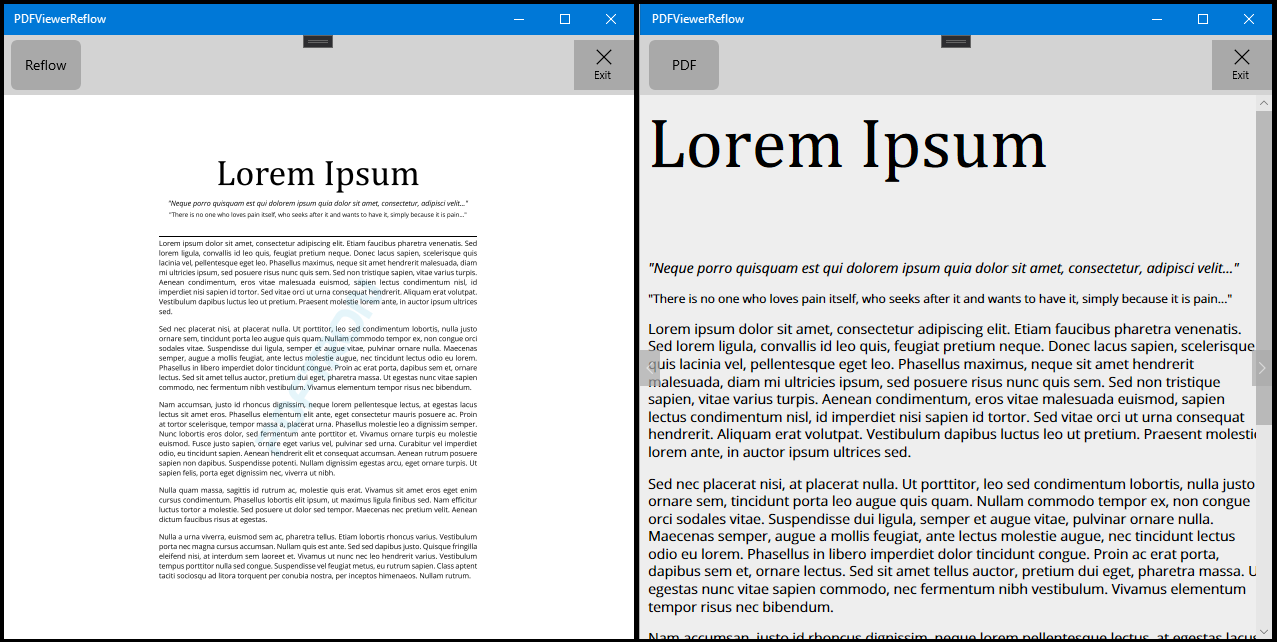 PDFViewerReflow
Reflow
Exit
Lorem Ipsum
"Neque porro quisquam est qui dolorem ipsum quia dolor sit amet, consectetur, adipisci velit..."
"There is no one who loves pain itself, who seeks after it and wants to have it, simply because it is pain..."
Lorem ipsum dolor sit amet, consectetur adipiscing elit. Etiam faucibus pharetra venenatis. Sed
lorem ligula, convallis id leo quis, feugiat pretium neque. Donec lacus sapien, scelerisque quis
lacinia vel, pellentesque eget leo. Phasellus maximus, neque sit amet hendrerit malesuada, diam
mi ultricies ipsum, sed posuere risus nunc quis sem. Sed non tristique sapien, vitae varius turpis.
Aenean condimentum, eros vitae malesuada euismod, sapien lectus condimentum nisl, id
imperdiet nisi sapien id tortor. Sed vitae orci ut urna consequat hendrerit. Aliquam erat volutpat.
Vestibulum dapibus luctus leo ut pretium. Praesent molestie lorem ante, in auctor ipsum ultrices
sed.
Sed nec placerat nisi, at placerat nulla. Ut porttitor, leo sed condimentum lobortis, nulla justo
ornare sem, tincidunt porta leo augue quis quam. Nullam commodo tempor ex, non congue orci
sodales vitae. Suspendisse dui ligula, semper et augue vitae, pulvinar ornare nulla. Maecenas
semper, augue a mollis feugiat, ante lectus molestie augue, nec tincidunt lectus odio eu lorem.
Phasellus in libero imperdiet dolor tincidunt congue. Proin ac erat porta, dapibus sem et, ornare
lectus. Sed sit amet tellus auctor, pretium dui eget, pharetra massa. Ut egestas nunc vitae sapien
commodo, nec fermentum nibh vestibulum. Vivamus elementum tempor risus nec bibendum.
Nam accumsan, justo id rhoncus dignissim, neque lorem pellentesque lectus, at egestas lacus
lectus sit amet eros. Phasellus elementum elit ante, eget consectetur mauris posuere ac. Proin
at tortor scelerisque, tempor massa a, placerat urna. Phasellus molestie leo a dignissim semper.
Nunc lobortis eros dolor, sed fermentum ante porttitor et. Vivamus ornare turpis eu molestie
euismod. Fusce justo sapien, ornare eget varius vel, pulvinar sed urna. Curabitur vel imperdiet
odio, eu tincidunt sapien. Aenean hendrerit elit et consequat accumsan. Aenean rutrum posuere
sapien non dapibus. Suspendisse potenti. Nullam dignissim egestas arcu, eget ornare turpis. Ut
sapien felis, porta eget dignissim nec, viverra ut nibh.
Nulla quam massa, sagittis id rutrum ac, molestie quis erat. Vivamus sit amet eros eget enim
cursus condimentum. Phasellus lobortis elit ipsum, ut maximus ligula finibus sed. Nam efficitur
luctus tortor a molestie. Sed posuere ut dolor sed tempor. Maecenas nec pretium velit. Aenean
dictum faucibus risus at egestas.
Nulla a urna viverra, euismod sem ac, pharetra tellus. Etiam lobortis rhoncus varius. Vestibulum
porta nec magna cursus accumsan. Nullam quis est ante. Sed sed dapibus justo. Quisque fringilla
eleifend nisi, at interdum sem laoreet et. Vivamus ut nunc nec leo hendrerit varius. Vestibulum
tempus porttitor nulla sed congue. Suspendisse vel feugiat metus, eu rutrum sapien. Class aptent
taciti sociosqu ad litora torquent per conubia nostra, per inceptos himenaeos. Nullam rutrum.
PDFViewerReflow
PDF
Exit
Lorem Ipsum
"Neque porro quisquam est qui dolorem ipsum quia dolor sit amet, consectetur, adipisci velit..."
"There is no one who loves pain itself, who seeks after it and wants to have it, simply because it is pain..."
Lorem ipsum dolor sit amet, consectetur adipiscing elit. Etiam faucibus pharetra venenatis.
Sed lorem ligula, convallis id leo quis, feugiat pretium neque. Donec lacus sapien, scelerisque
quis lacinia vel, pellentesque eget leo. Phasellus maximus, neque sit amet hendrerit
malesuada, diam mi ultricies ipsum, sed posuere risus nunc quis sem. Sed non tristique
sapien, vitae varius turpis. Aenean condimentum, eros vitae malesuada euismod, sapien
lectus condimentum nisl, id imperdiet nisi sapien id tortor. Sed vitae orci ut urna consequat
hendrerit. Aliquam erat volutpat. Vestibulum dapibus luctus leo ut pretium. Praesent molestie
lorem ante, in auctor ipsum ultrices sed.
Sed nec placerat nisi, at placerat nulla. Ut porttitor, leo sed condimentum lobortis, nulla justo
ornare sem, tincidunt porta leo augue quis quam. Nullam commodo tempor ex, non congue
orci sodales vitae. Suspendisse dui ligula, semper et augue vitae, pulvinar ornare nulla.
Maecenas semper, augue a mollis feugiat, ante lectus molestie augue, nec tincidunt lectus
odio eu lorem. Phasellus in libero imperdiet dolor tincidunt congue. Proin ac erat porta,
dapibus sem et, ornare lectus. Sed sit amet tellus auctor, pretium dui eget, pharetra massa. U
egestas nunc vitae sapien commodo, nec fermentum nibh vestibulum. Vivamus elementum
tempor risus nec bibendum.
Nam accumsan, justo id rhoncus dignissim, neque lorem pellentesque lectus, at egestas lacus